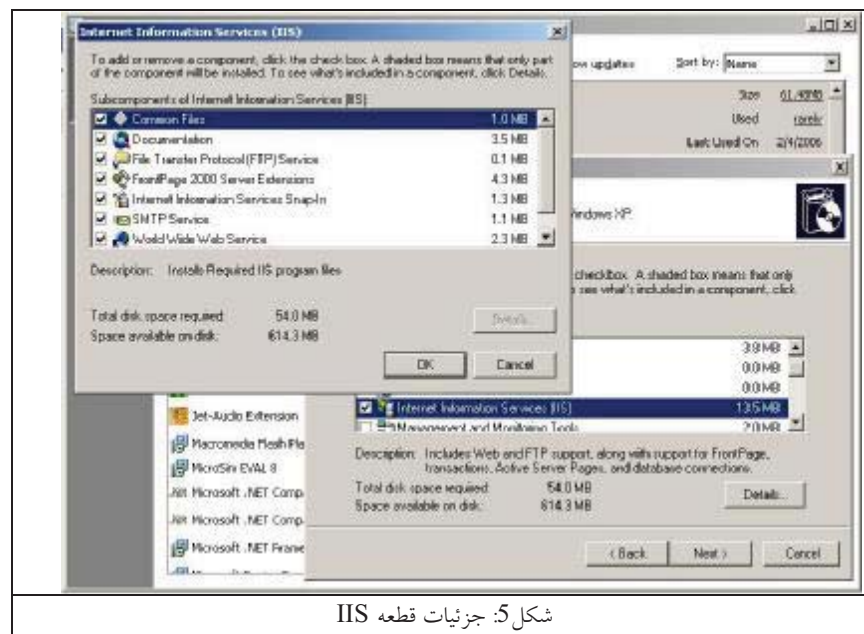 Internet Information Services (IIS)
To add or remove a component, click the check box. A shaded box means that only part
of the component will be installed. To see what's included in a component, click Details.
Subcomponents of Internet Information Services (IIS)
Common Files 1.0 MB
Documentation 3.5 MB
File Transfer Protocol (FTP) Service 0.1 MB
FrontPage 2000 Server Extensions 4.3 MB
Internet Information Services Snap-In 1.3 MB
SMTP Service 1.1 MB
World Wide Web Service 2.3 MB
Description: Installs Required IIS program files
Total disk space required: 54.0 MB
Space available on disk: 614.3 MB
Details...
OK Cancel
ow updates Sort by: Name
Size 61.40MB
Used rarely
Last Used On 2/4/2006
Windows XP.
checkbox. A shaded box means that only
see what's included in a component, click
3.9 MB
0.0 MB
0.0 MB
Internet Information Services (IIS) 13.5 MB
Management and Monitoring Tools 2.0 MB
Description: Includes Web and FTP support, along with support for FrontPage,
transactions, Active Server Pages, and database connections.
Total disk space required: 54.0 MB
Space available on disk: 614.3 MB
Details...
< Back Next > Cancel
Jet-Audio Extension
Macromedia Flash Pla
MicroSim EVAL 8
Microsoft .NET Comp
Microsoft .NET Comp
Microsoft .NET Frame
شکل5: جزئیات قطعه IIS